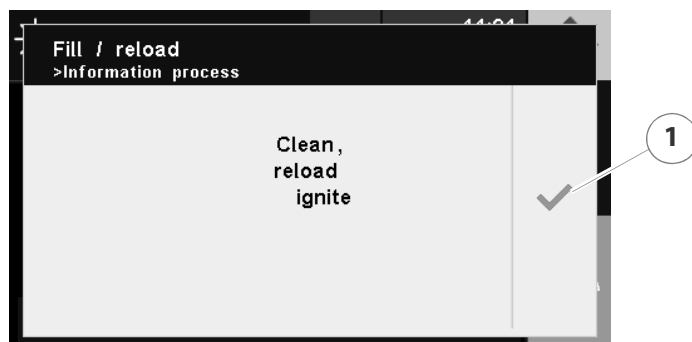 Fill / reload
>Information process
Clean,
reload
ignite
1